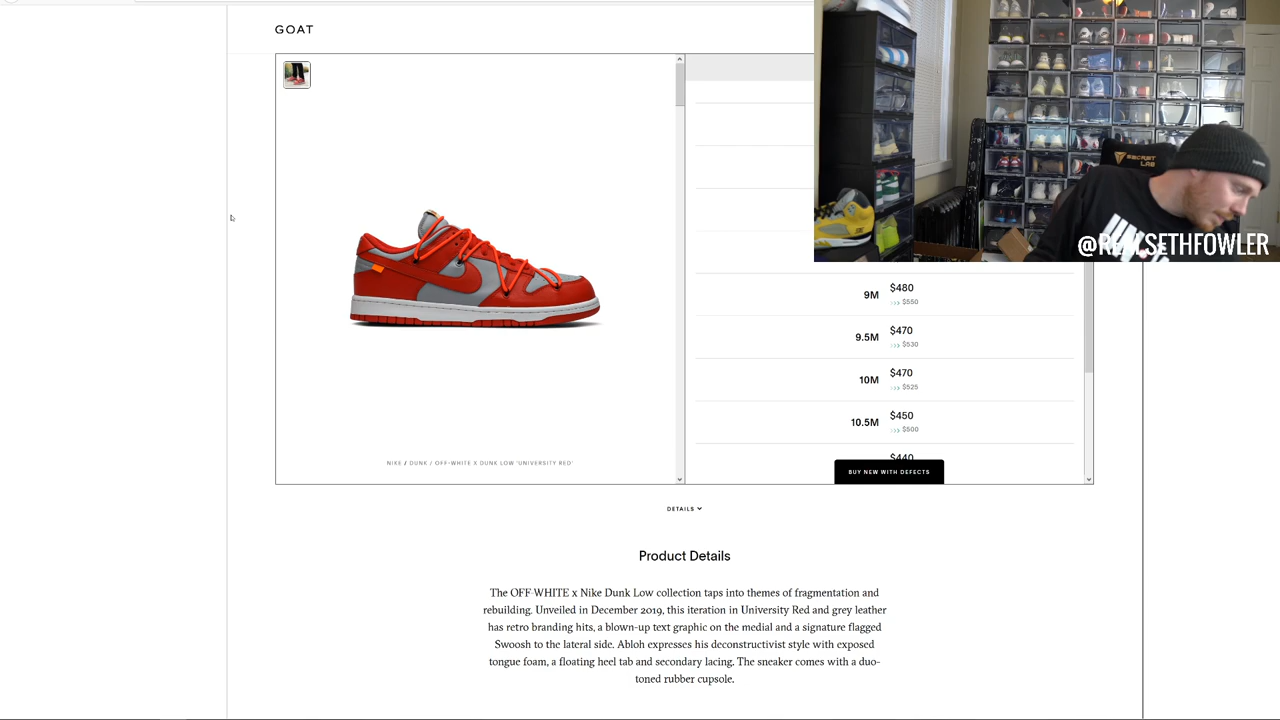 GOAT
SECRET
LAB
@REALSETHFOWLER
9M
$480
>>> $550
9.5M
$470
>>> $530
10M
$470
>>> $525
10.5M
$450
>>> $500
$440
BUY NEW WITH DEFECTS
NIKE / DUNK / OFF-WHITE X DUNK LOW 'UNIVERSITY RED'
DETAILS
Product Details
The OFF-WHITE x Nike Dunk Low collection taps into themes of fragmentation and
rebuilding. Unveiled in December 2019, this iteration in University Red and grey leather
has retro branding hits, a blown-up text graphic on the medial and a signature flagged
Swoosh to the lateral side. Abloh expresses his deconstructivist style with exposed
tongue foam, a floating heel tab and secondary lacing. The sneaker comes with a duo-
toned rubber cupsole.